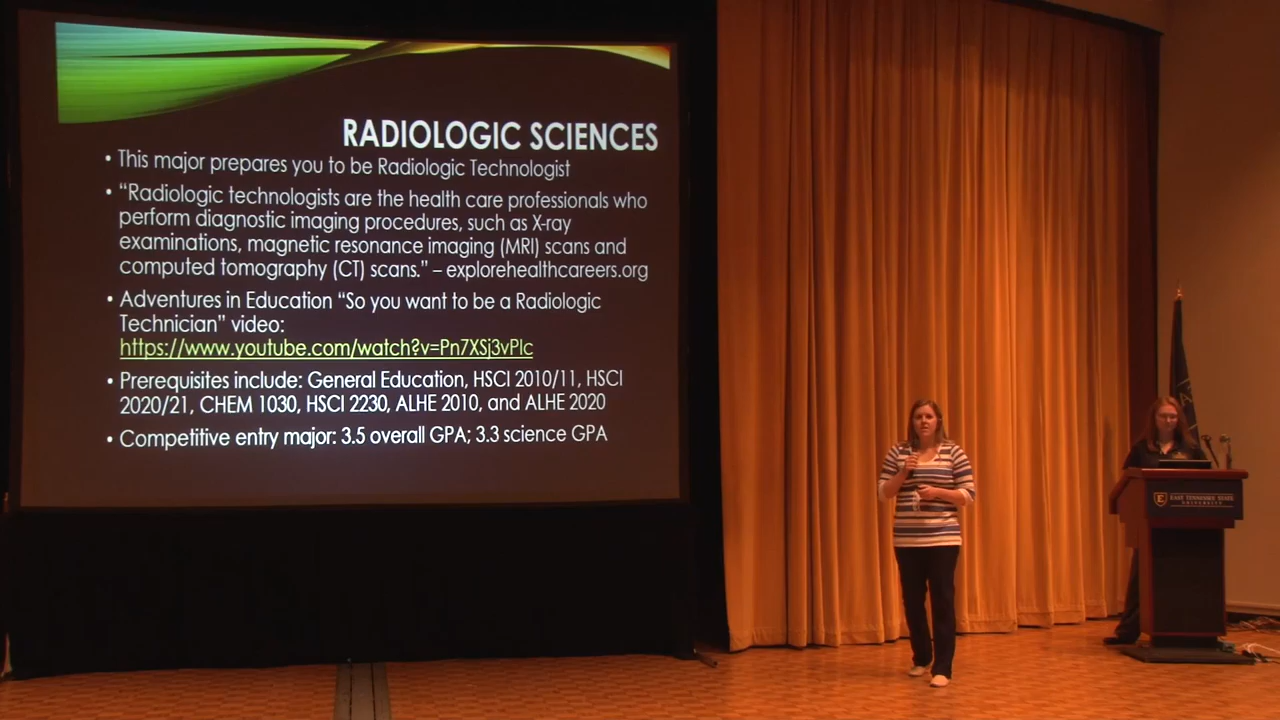 RADIOLOGIC SCIENCES
• This major prepares you to be Radiologic Technologist
• “Radiologic technologists are the health care professionals who
perform diagnostic imaging procedures, such as X-ray
examinations, magnetic resonance imaging (MRI) scans and
computed tomography (CT) scans.” – explorehealthcareers.org
• Adventures in Education “So you want to be a Radiologic
Technician” video:
https://www.youtube.com/watch?v=Pn7XSj3vPIc
• Prerequisites include: General Education, HSCI 2010/11, HSCI
2020/21, CHEM 1030, HSCI 2230, ALHE 2010, and ALHE 2020
• Competitive entry major: 3.5 overall GPA; 3.3 science GPA
E
EAST TENNESSEE STATE
UNIVERSITY